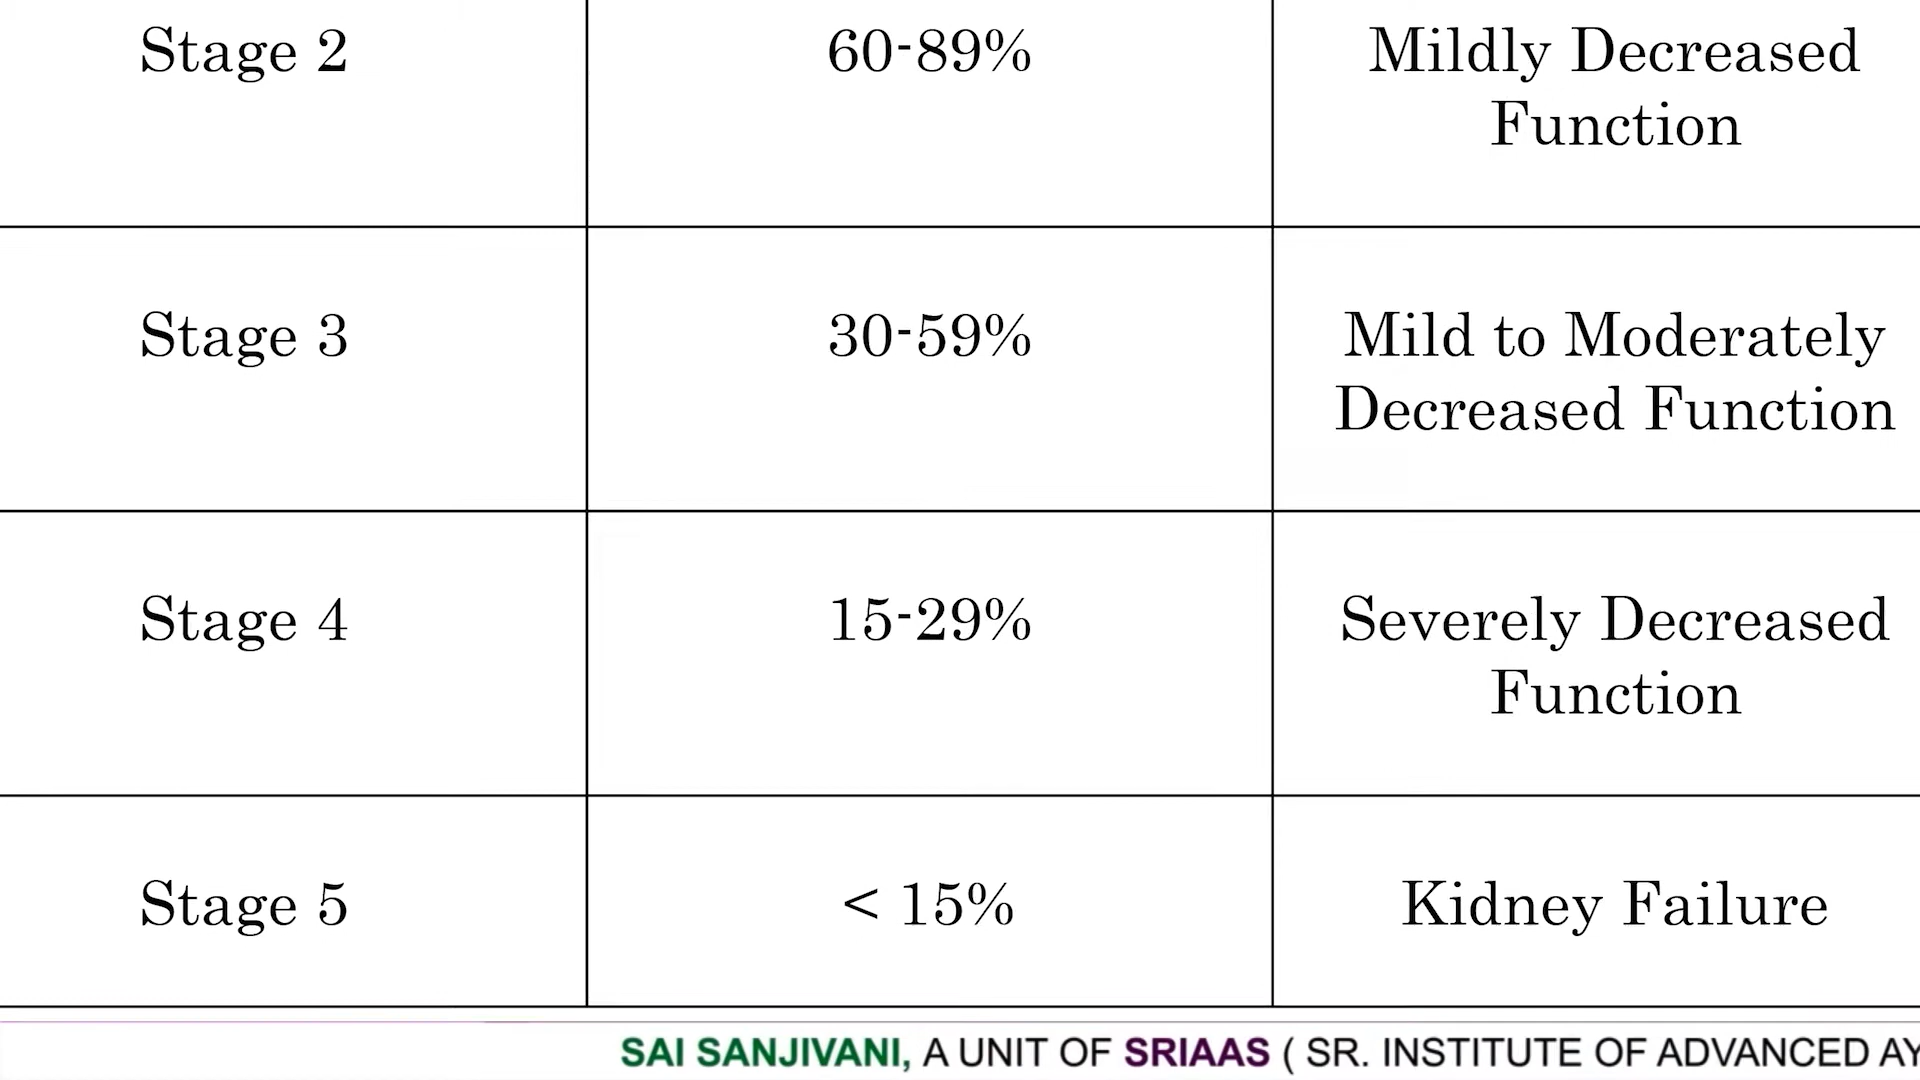 Stage 2 60-89% Mildly Decreased
Function
Stage 3 30-59% Mild to Moderately
Decreased Function
Stage 4 15-29% Severely Decreased
Function
Stage 5 < 15% Kidney Failure
SAI SANJIVANI, A UNIT OF SRIAAS ( SR. INSTITUTE OF ADVANCED